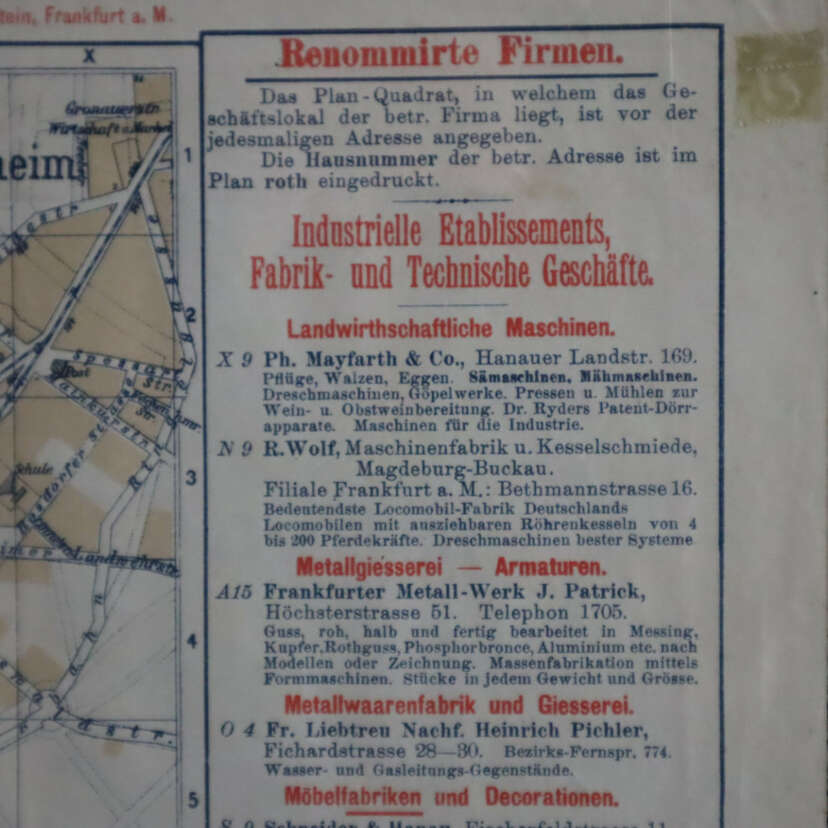 tein, Frankfurt a. M.
X
Renommirte Firmen.
Das Plan-Quadrat, in welchem das Ge-
schäftslokal der betr. Firma liegt, ist vor der
jedesmaligen Adresse angegeben.
Die Hausnummer der betr. Adresse ist im
Plan roth eingedruckt.
Industrielle Etablissements,
Fabrik- und Technische Geschäfte.
Landwirthschaftliche Maschinen.
X 9 Ph. Mayfarth & Co., Hanauer Landstr. 169.
Pflüge, Walzen, Eggen. Sämaschinen, Mähmaschinen.
Dreschmaschinen, Göpelwerke. Pressen u. Mühlen zur
Wein- u. Obstweinbereitung. Dr. Ryders Patent-Dörr-
apparate. Maschinen für die Industrie.
N 9 R. Wolf, Maschinenfabrik u. Kesselschmiede,
Magdeburg-Buckau.
Filiale Frankfurt a. M.: Bethmannstrasse 16.
Bedeutendste Locomobil-Fabrik Deutschlands
Locomobilen mit ausziehbaren Röhrenkesseln von 4
bis 200 Pferdekräfte. Dreschmaschinen bester Systeme
Metallgiesserei — Armaturen.
A15 Frankfurter Metall-Werk J. Patrick,
Höchsterstrasse 51. Telephon 1705.
Guss, roh, halb und fertig bearbeitet in Messing,
Kupfer, Rothguss, Phosphorbronce, Aluminium etc. nach
Modellen oder Zeichnung. Massenfabrikation mittels
Formmaschinen. Stücke in jedem Gewicht und Grösse.
Metallwaarenfabrik und Giesserei.
O 4 Fr. Liebtreu Nachf. Heinrich Pichler,
Fichardstrasse 28—30. Bezirks-Fernspr. 774.
Wasser- und Gasleitungs-Gegenstände.
Möbelfabriken und Decorationen.
Gronauerstr.
Wirtschaft
heim
1
2
Post
Str.
Str.
3
Schule
Landwehrstr.
4
5